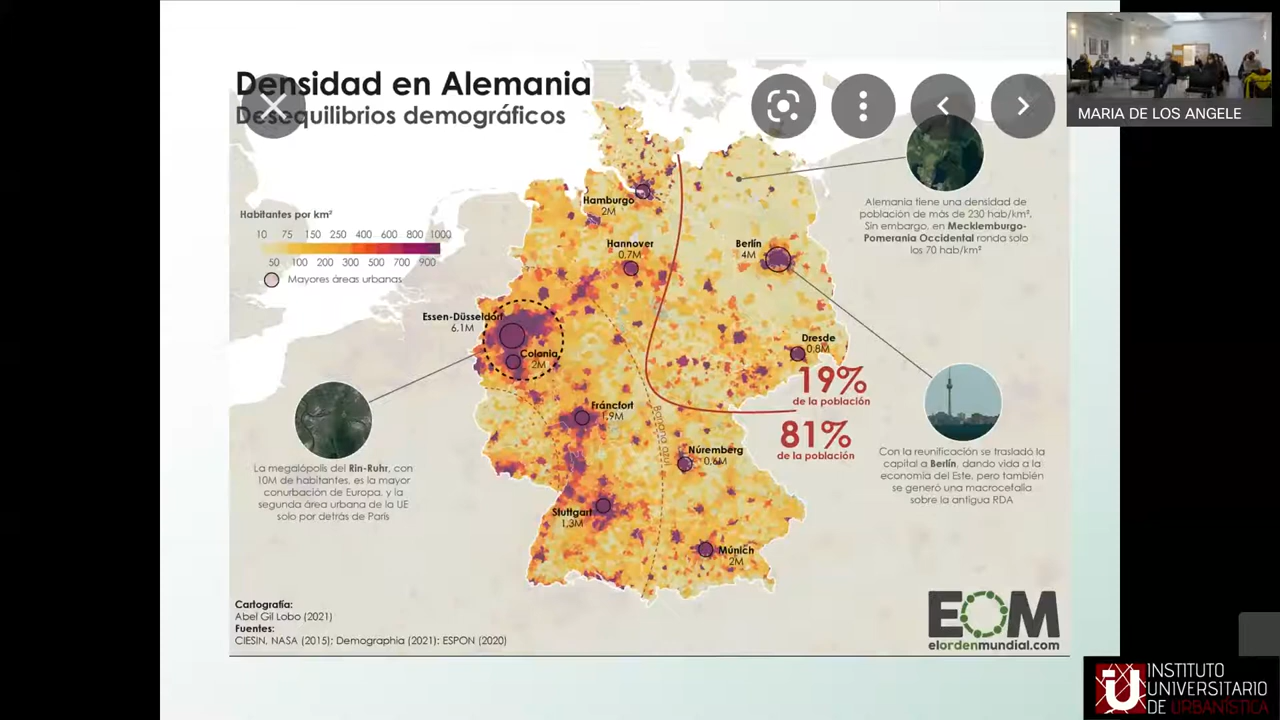 Densidad en Alemania
Desequilibrios demográficos
MARIA DE LOS ANGELE
Habitantes por km²
10 75 150 250 400 600 800 1000
50 100 200 300 500 700 900
Mayores áreas urbanas
Alemania tiene una densidad de
población de más de 230 hab/km².
Sin embargo, en Mecklemburgo-
Pomerania Occidental ronda solo
los 70 hab/km²
Hamburgo
2M
Hannover
0.7M
Berlín
4M
Essen-Düsseldorf
6.1M
Colonia
2M
Dresde
0.8M
19%
de la población
81%
de la población
Fráncfort
1.9M
Banana azul
Núremberg
0.6M
Stuttgart
1.3M
Múnich
2M
La megalópolis del Rin-Ruhr, con
10M de habitantes, es la mayor
conurbación de Europa, y la
segunda área urbana de la UE
solo por detrás de París
Con la reunificación se trasladó la
capital a Berlín, dando vida a la
economía del Este, pero también
se generó una macrocefalia
sobre la antigua RDA
Cartografía:
Abel Gil Lobo (2021)
Fuentes:
CIESIN, NASA (2015); Demographia (2021); ESPON (2020)
EOM
elordenmundial.com
INSTITUTO
UNIVERSITARIO
DE URBANÍSTICA